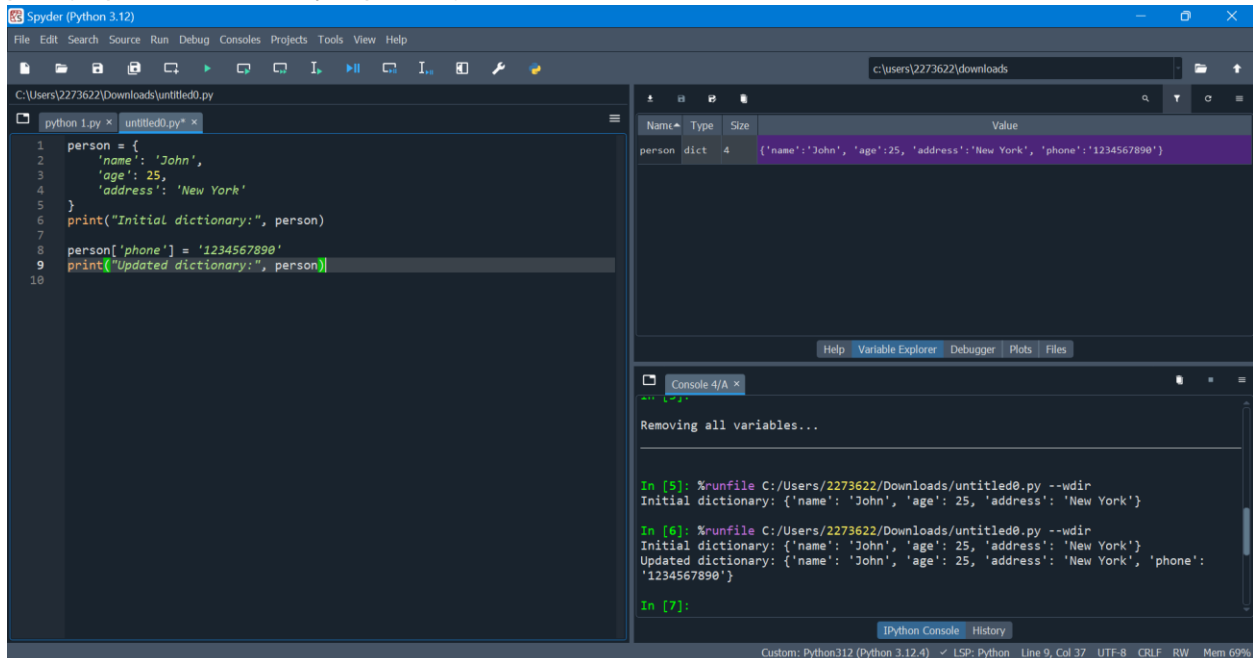 Spyder (Python 3.12)
File Edit Search Source Run Debug Consoles Projects Tools View Help
c:\users\2273622\downloads
C:\Users\2273622\Downloads\untitled0.py
python 1.py × untitled0.py* ×
1 person = {
2     'name': 'John',
3     'age': 25,
4     'address': 'New York'
5 }
6 print("Initial dictionary:", person)
7
8 person['phone'] = '1234567890'
9 print("Updated dictionary:", person)
10
Name Type Size Value
person dict 4 {'name':'John', 'age':25, 'address':'New York', 'phone':'1234567890'}
Help Variable Explorer Debugger Plots Files
Console 4/A ×
Removing all variables...
In [5]: %runfile C:/Users/2273622/Downloads/untitled0.py --wdir
Initial dictionary: {'name': 'John', 'age': 25, 'address': 'New York'}
In [6]: %runfile C:/Users/2273622/Downloads/untitled0.py --wdir
Initial dictionary: {'name': 'John', 'age': 25, 'address': 'New York'}
Updated dictionary: {'name': 'John', 'age': 25, 'address': 'New York', 'phone':
'1234567890'}
In [7]:
IPython Console History
Custom: Python312 (Python 3.12.4) ✓ LSP: Python Line 9, Col 37 UTF-8 CRLF RW Mem 69%